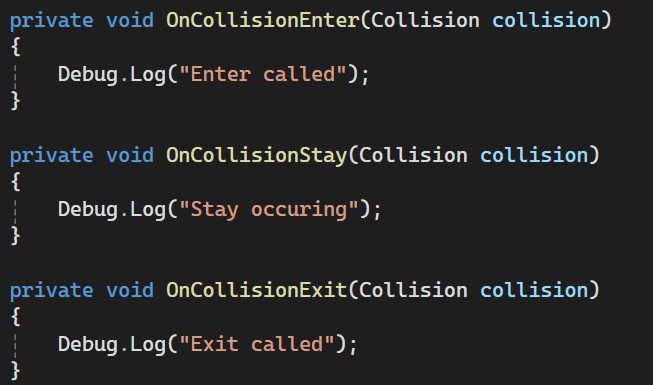 private void OnCollisionEnter(Collision collision)
{
    Debug.Log("Enter called");
}
private void OnCollisionStay(Collision collision)
{
    Debug.Log("Stay occuring");
}
private void OnCollisionExit(Collision collision)
{
    Debug.Log("Exit called");
}